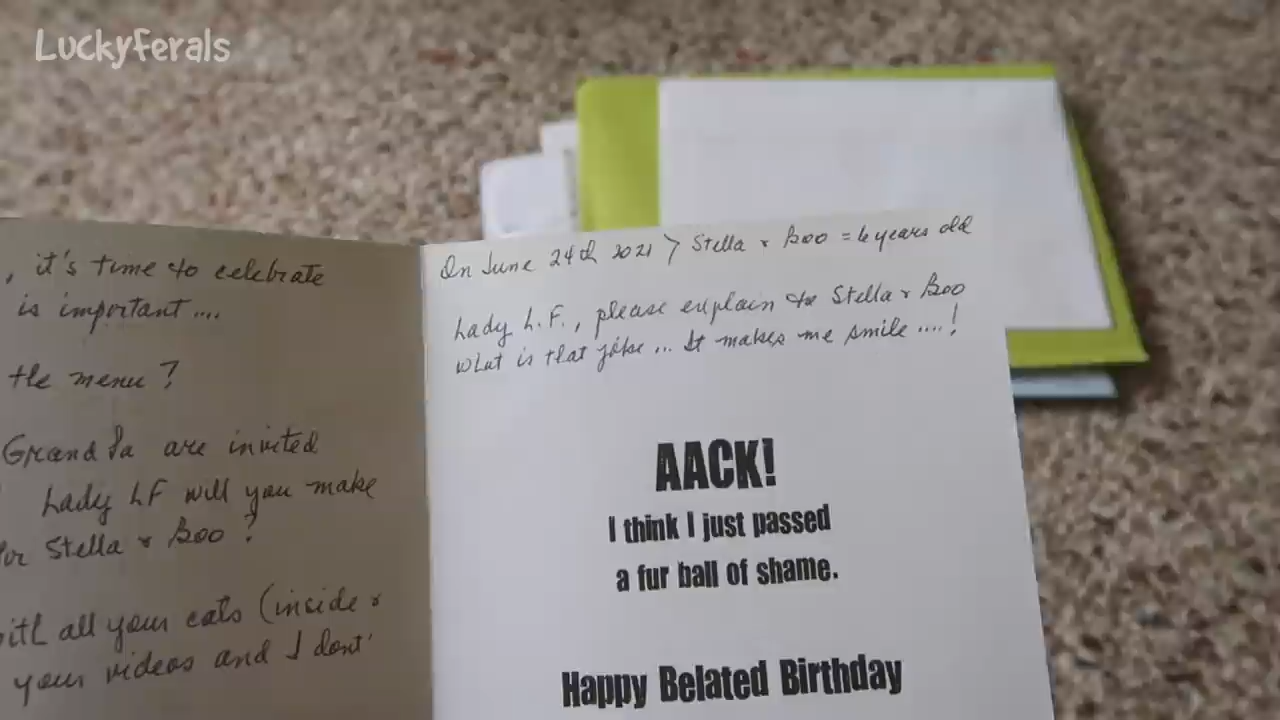 LuckyFerals
, it's time to celebrate
is important....
the menu?
Grand Pa are invited
Lady LF will you make
for Stella & Boo?
with all your cats (inside &
your videos and I dont'
On June 24th 2021 > Stella & Boo = 6 years old
Lady L.F., please explain to Stella & Boo
what is that joke ... It makes me smile ....!
AACK!
I think I just passed
a fur ball of shame.
Happy Belated Birthday